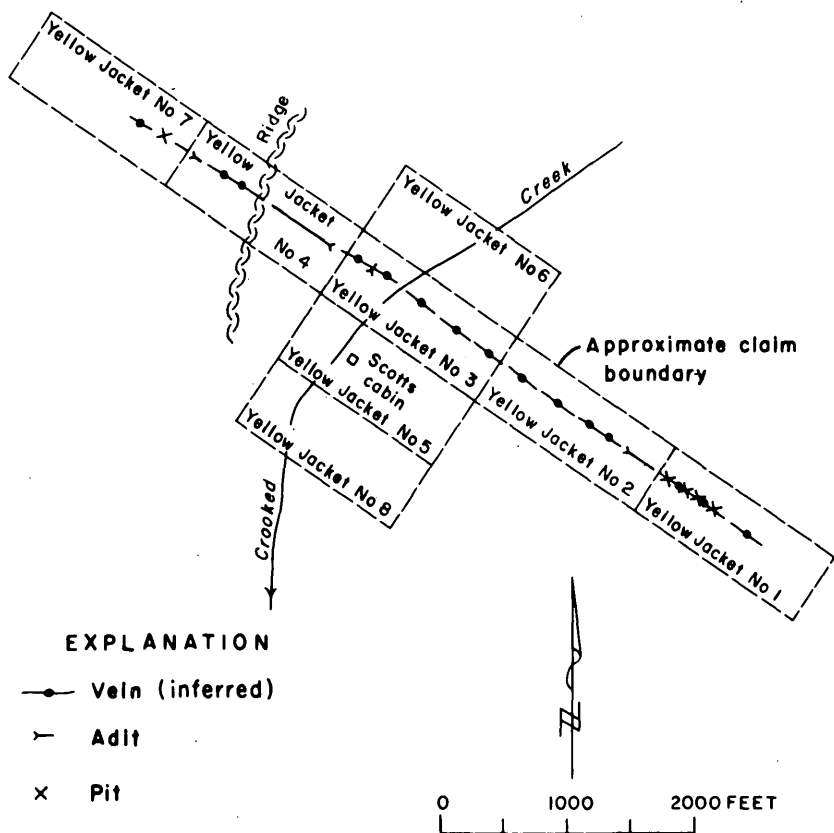 Yellow Jacket No 7
Ridge
Yellow Jacket
No 4
Creek
Yellow Jacket No 6
Yellow Jacket No 3
Approximate claim
boundary
Scotts
cabin
Yellow Jacket No 5
Yellow Jacket No 2
Yellow Jacket No 8
Yellow Jacket No 1
Crooked
EXPLANATION
Vein (inferred)
Adit
Pit
N
0 1000 2000 FEET